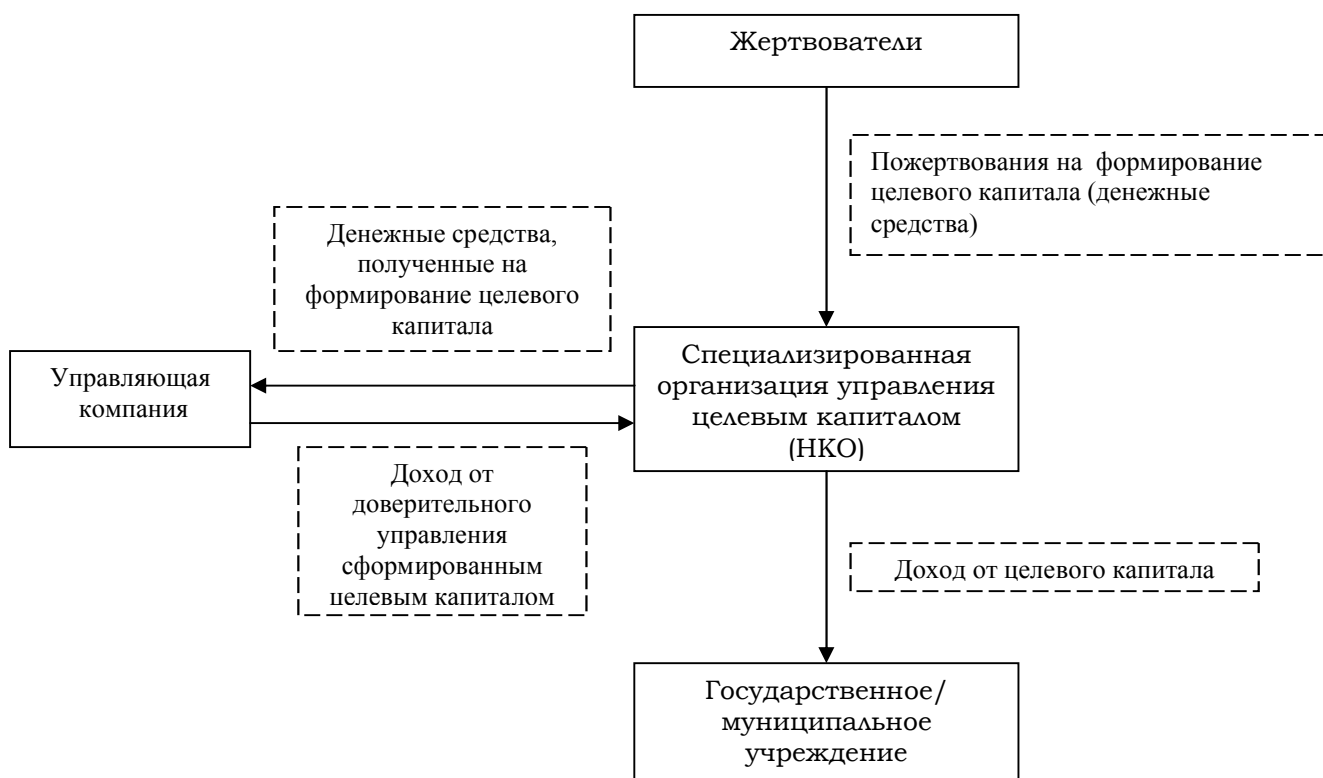 Жертвователи
Пожертвования на формирование
целевого капитала (денежные
средства)
Денежные средства,
полученные на
формирование целевого
капитала
Специализированная
организация управления
целевым капиталом
(НКО)
Управляющая
компания
Доход от
доверительного
управления
сформированным
целевым капиталом
Доход от целевого капитала
Государственное/
муниципальное
учреждение